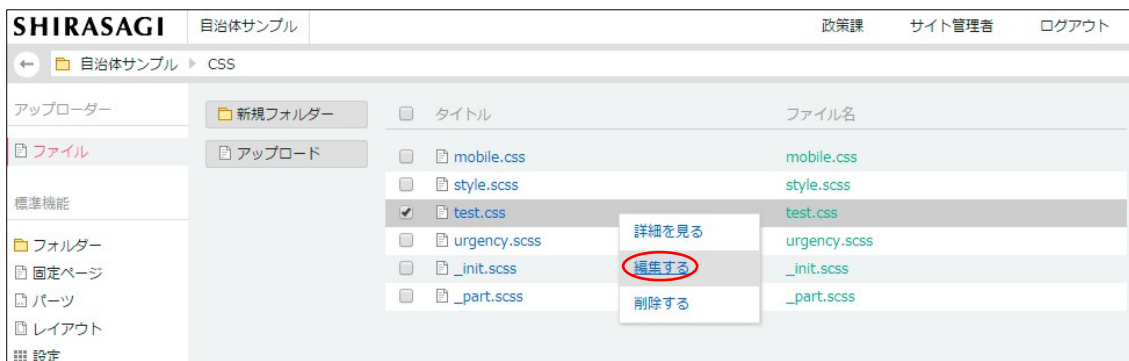 SHIRASAGI 自治体サンプル 政策課 サイト管理者 ログアウト
← 自治体サンプル CSS
アップローダー
ファイル
標準機能
フォルダー
固定ページ
パーツ
レイアウト
設定
新規フォルダー
アップロード
タイトル ファイル名
mobile.css mobile.css
style.scss style.scss
test.css test.css
urgency.scss urgency.scss
_init.scss _init.scss
_part.scss _part.scss
詳細を見る
編集する
削除する